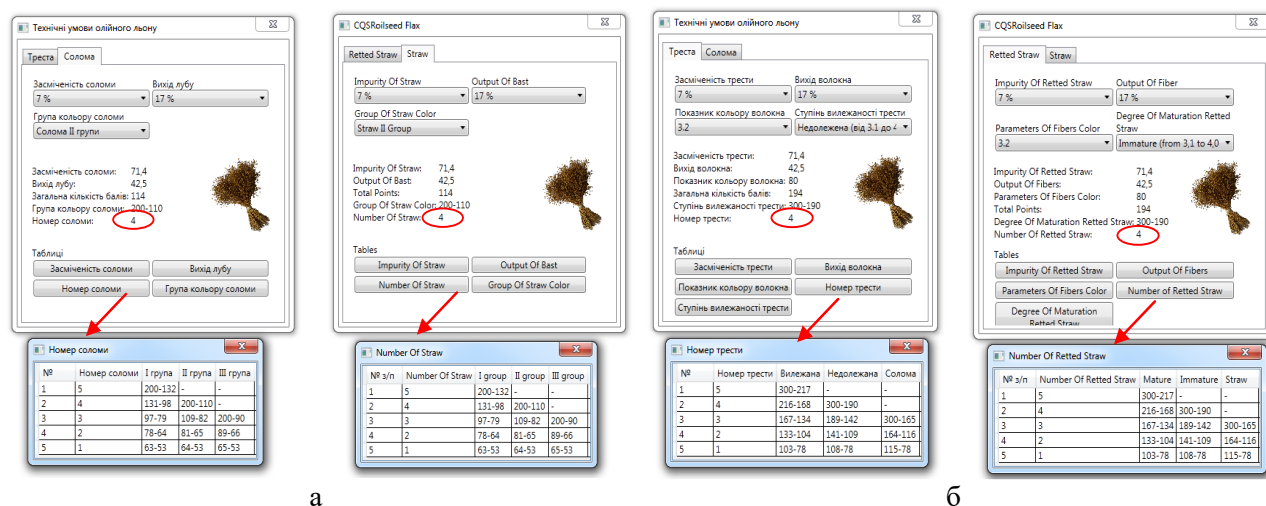 Технічні умови олійного льону
Треста Солома
Засміченість соломи Вихід лубу
7 % 17 %
Група кольору соломи
Солома II групи
Засміченість соломи: 71,4
Вихід лубу: 42,5
Загальна кількість балів: 114
Група кольору соломи: 200-110
Номер соломи: 4
Таблиці
Засміченість соломи Вихід лубу
Номер соломи Група кольору соломи
Номер соломи
№ Номер соломи I група II група III група
1 5 200-132 - -
2 4 131-98 200-110 -
3 3 97-79 109-82 200-90
4 2 78-64 81-65 89-66
5 1 63-53 64-53 65-53
CQSRoilseed Flax
Retted Straw Straw
Impurity Of Straw Output Of Bast
7 % 17 %
Group Of Straw Color
Straw II Group
Impurity Of Straw: 71,4
Output Of Bast: 42,5
Total Points: 114
Group Of Straw Color: 200-110
Number Of Straw: 4
Tables
Impurity Of Straw Output Of Bast
Number Of Straw Group Of Straw Color
Number Of Straw
№ з/п Number Of Straw I group II group III group
1 5 200-132 - -
2 4 131-98 200-110 -
3 3 97-79 109-82 200-90
4 2 78-64 81-65 89-66
5 1 63-53 64-53 65-53
а
Технічні умови олійного льону
Треста Солома
Засміченість трести Вихід волокна
7 % 17 %
Показник кольору волокна Ступінь вилежаності трести
3.2 Недолежена (від 3.1 до 4
Засміченість трести: 71,4
Вихід волокна: 42,5
Показник кольору волокна: 80
Загальна кількість балів: 194
Ступінь вилежаності трести: 300-190
Номер трести: 4
Таблиці
Засміченість трести Вихід волокна
Показник кольору волокна Номер трести
Ступінь вилежаності трести
Номер трести
№ Номер трести Вилежана Недолежана Солома
1 5 300-217 - -
2 4 216-168 300-190 -
3 3 167-134 189-142 300-165
4 2 133-104 141-109 164-116
5 1 103-78 108-78 115-78
CQSRoilseed Flax
Retted Straw Straw
Impurity Of Retted Straw Output Of Fiber
7 % 17 %
Parameters Of Fibers Color Degree Of Maturation Retted Straw
3.2 Immature (from 3,1 to 4,0
Impurity Of Retted Straw: 71,4
Output Of Fibers: 42,5
Parameters Of Fibers Color: 80
Total Points: 194
Degree Of Maturation Retted Straw: 300-190
Number Of Retted Straw: 4
Tables
Impurity Of Retted Straw Output Of Fibers
Parameters Of Fibers Color Number of Retted Straw
Degree Of Maturation
Retted Straw
Number Of Retted Straw
№ з/п Number Of Retted Straw Mature Immature Straw
1 5 300-217 - -
2 4 216-168 300-190 -
3 3 167-134 189-142 300-165
4 2 133-104 141-109 164-116
5 1 103-78 108-78 115-78
б